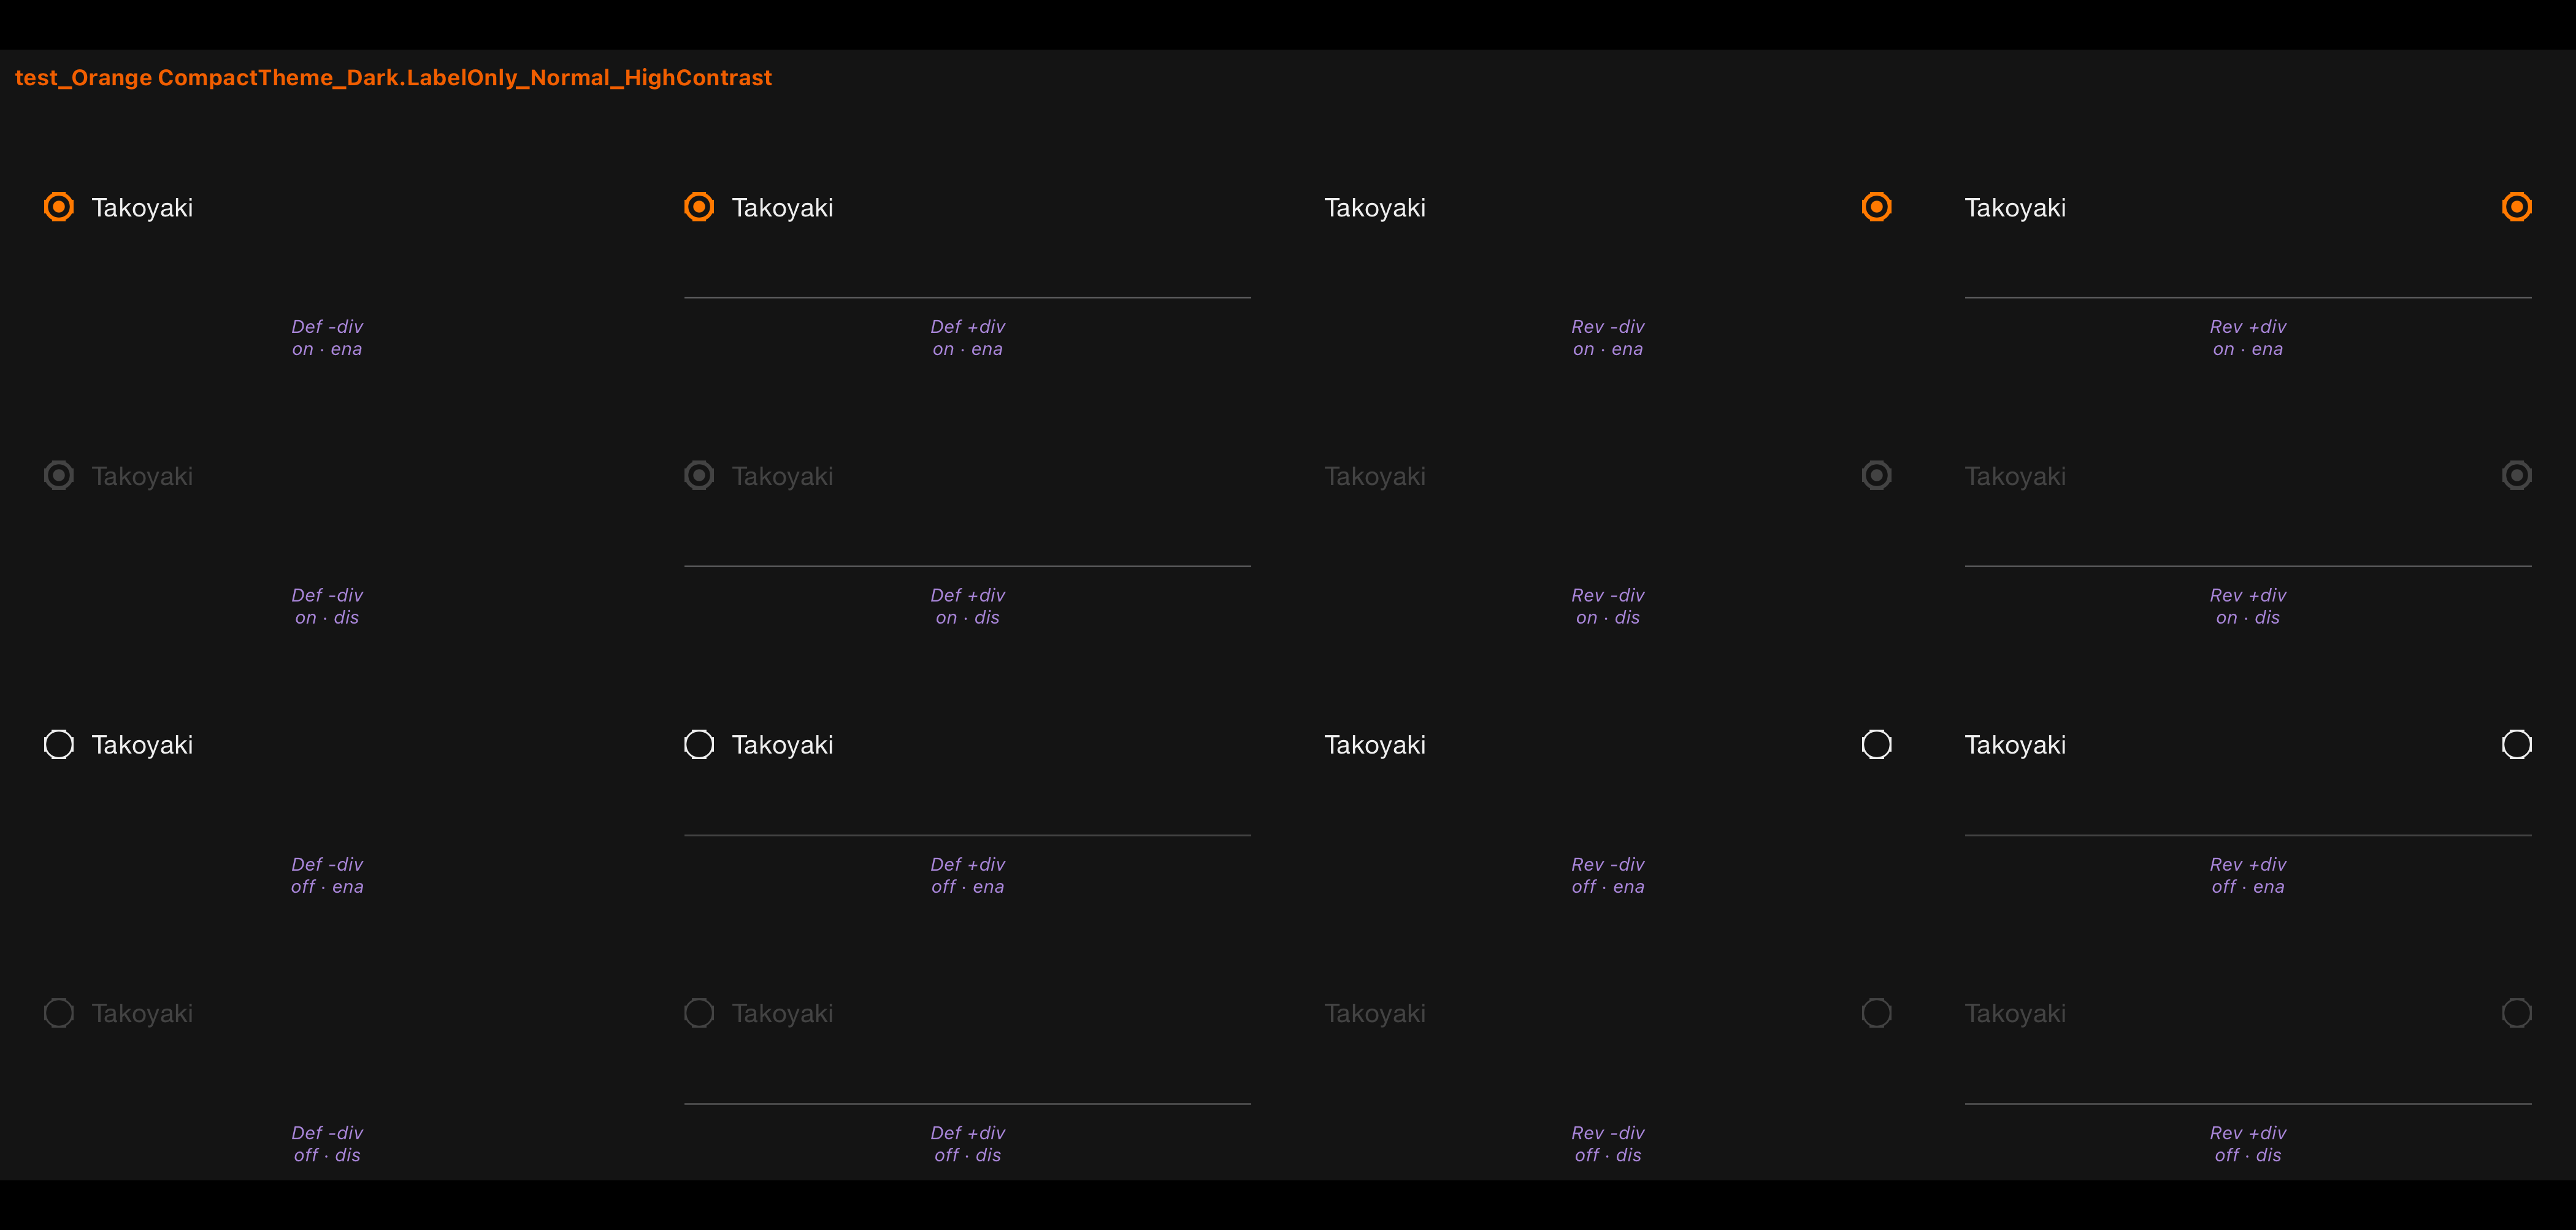 test_Orange CompactTheme_Dark.LabelOnly_Normal_HighContrast
Takoyaki
Takoyaki
Takoyaki
Takoyaki
Def -div
on · ena
Def +div
on · ena
Rev -div
on · ena
Rev +div
on · ena
Takoyaki
Takoyaki
Takoyaki
Takoyaki
Def -div
on · dis
Def +div
on · dis
Rev -div
on · dis
Rev +div
on · dis
Takoyaki
Takoyaki
Takoyaki
Takoyaki
Def -div
off · ena
Def +div
off · ena
Rev -div
off · ena
Rev +div
off · ena
Takoyaki
Takoyaki
Takoyaki
Takoyaki
Def -div
off · dis
Def +div
off · dis
Rev -div
off · dis
Rev +div
off · dis